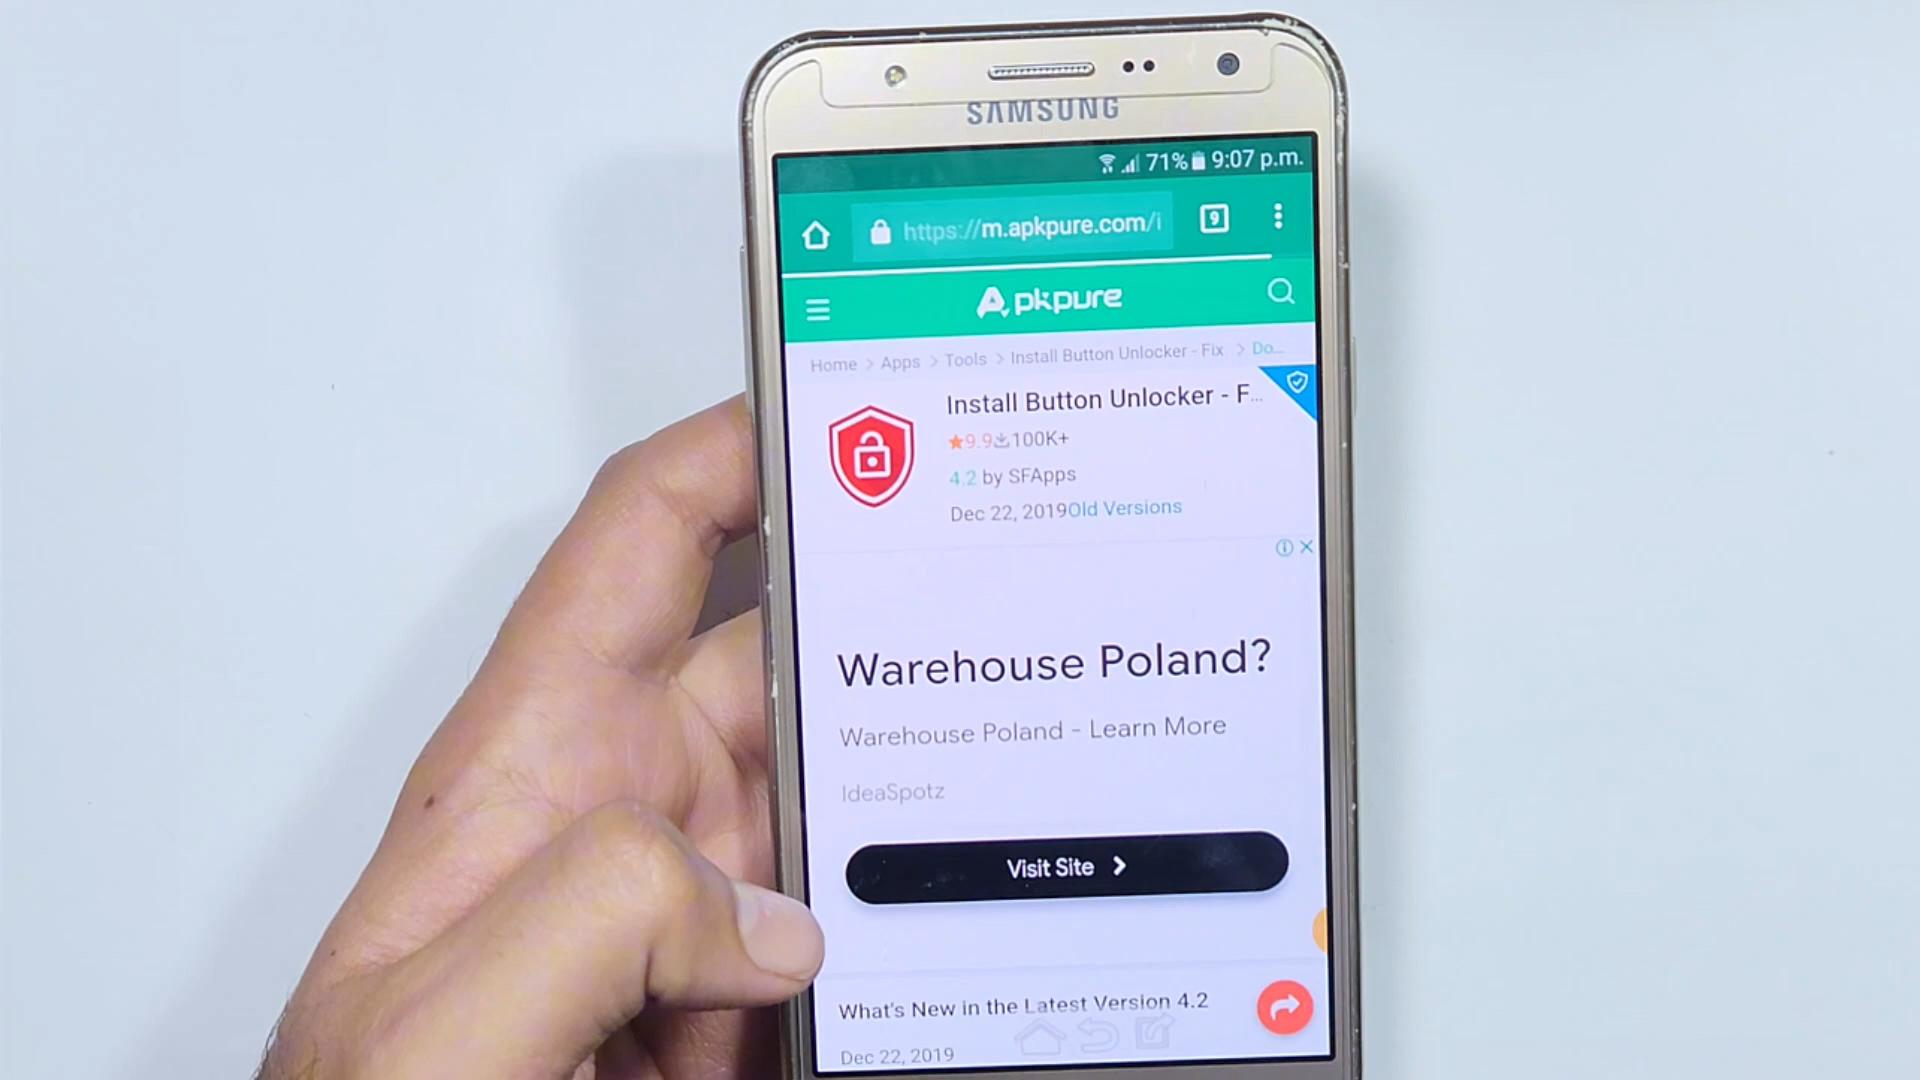 SAMSUNG
71% 9:07 p.m.
https://m.apkpure.com/i
9
Apkpure
Home > Apps > Tools > Install Button Unlocker - Fix > Do...
Install Button Unlocker - F...
9.9 100K+
4.2 by SFApps
Dec 22, 2019Old Versions
Warehouse Poland?
Warehouse Poland - Learn More
IdeaSpotz
Visit Site >
What's New in the Latest Version 4.2
Dec 22, 2019